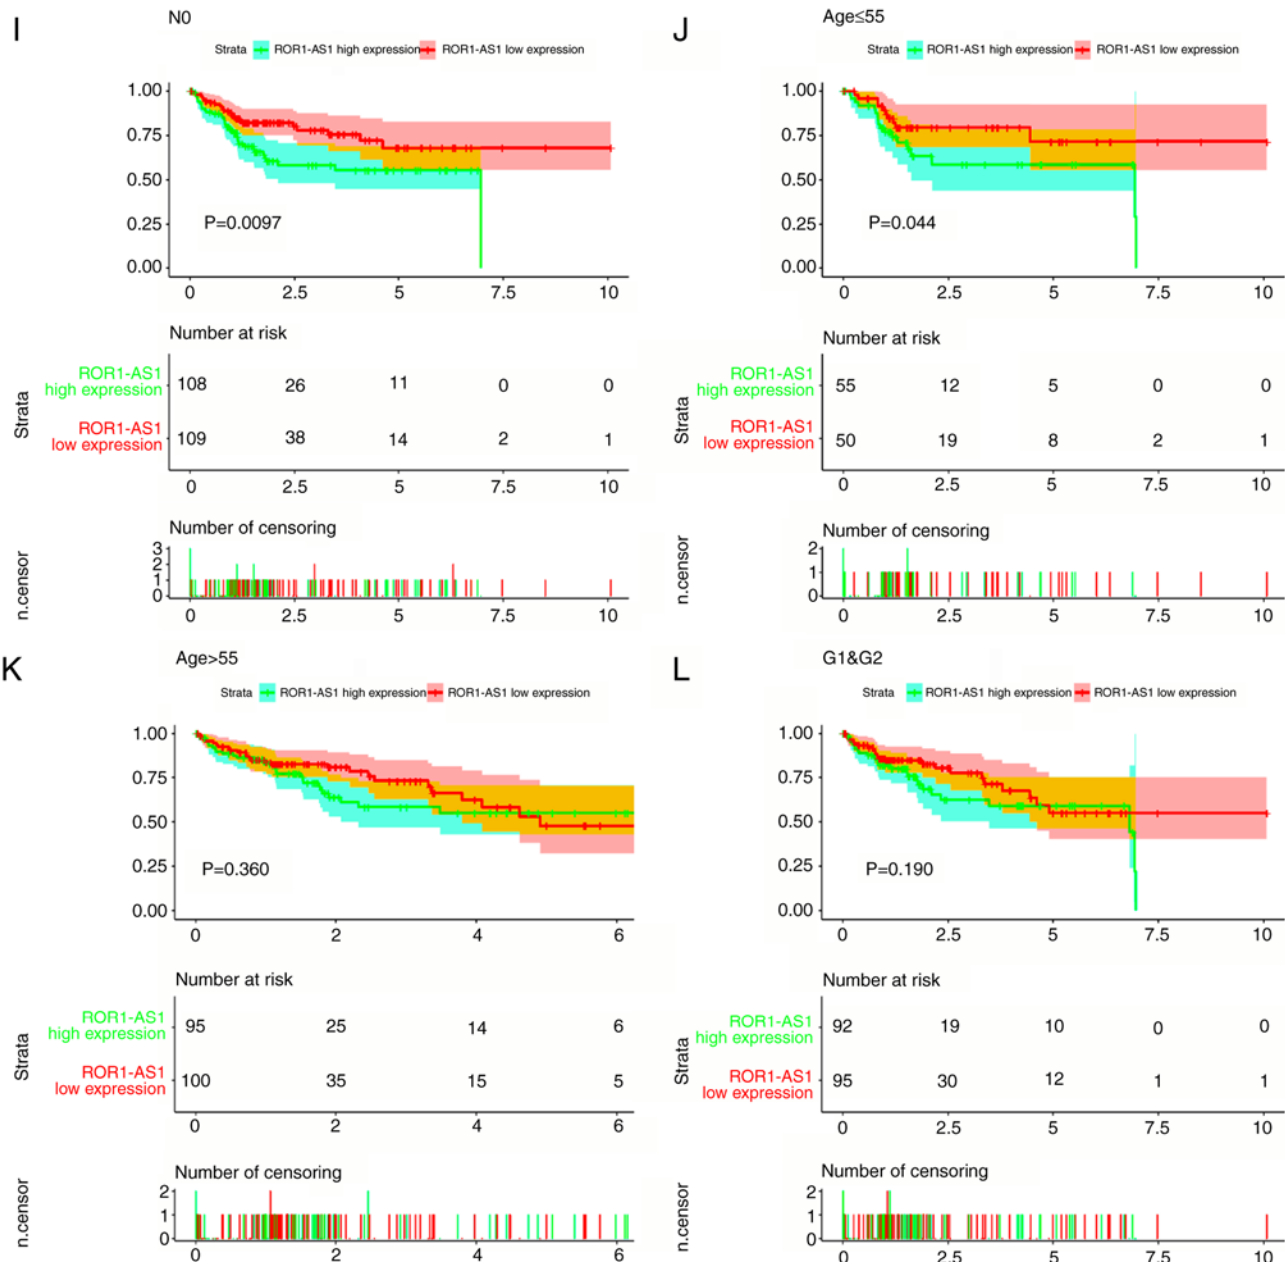 I
N0
Strata ROR1-AS1 high expression ROR1-AS1 low expression
1.00
0.75
0.50
0.25
0.00
P=0.0097
0 2.5 5 7.5 10
Number at risk
Strata
ROR1-AS1
high expression
108 26 11 0 0
ROR1-AS1
low expression
109 38 14 2 1
0 2.5 5 7.5 10
Number of censoring
n.censor
3
2
1
0
0 2.5 5 7.5 10
J
Age≤55
Strata ROR1-AS1 high expression ROR1-AS1 low expression
1.00
0.75
0.50
0.25
0.00
P=0.044
0 2.5 5 7.5 10
Number at risk
Strata
ROR1-AS1
high expression
55 12 5 0 0
ROR1-AS1
low expression
50 19 8 2 1
0 2.5 5 7.5 10
Number of censoring
n.censor
2
1
0
0 2.5 5 7.5 10
K
Age>55
Strata ROR1-AS1 high expression ROR1-AS1 low expression
1.00
0.75
0.50
0.25
0.00
P=0.360
0 2 4 6
Number at risk
Strata
ROR1-AS1
high expression
95 25 14 6
ROR1-AS1
low expression
100 35 15 5
0 2 4 6
Number of censoring
n.censor
2
1
0
0 2 4 6
L
G1&G2
Strata ROR1-AS1 high expression ROR1-AS1 low expression
1.00
0.75
0.50
0.25
0.00
P=0.190
0 2.5 5 7.5 10
Number at risk
Strata
ROR1-AS1
high expression
92 19 10 0 0
ROR1-AS1
low expression
95 30 12 1 1
0 2.5 5 7.5 10
Number of censoring
n.censor
2
1
0
0 2.5 5 7.5 10